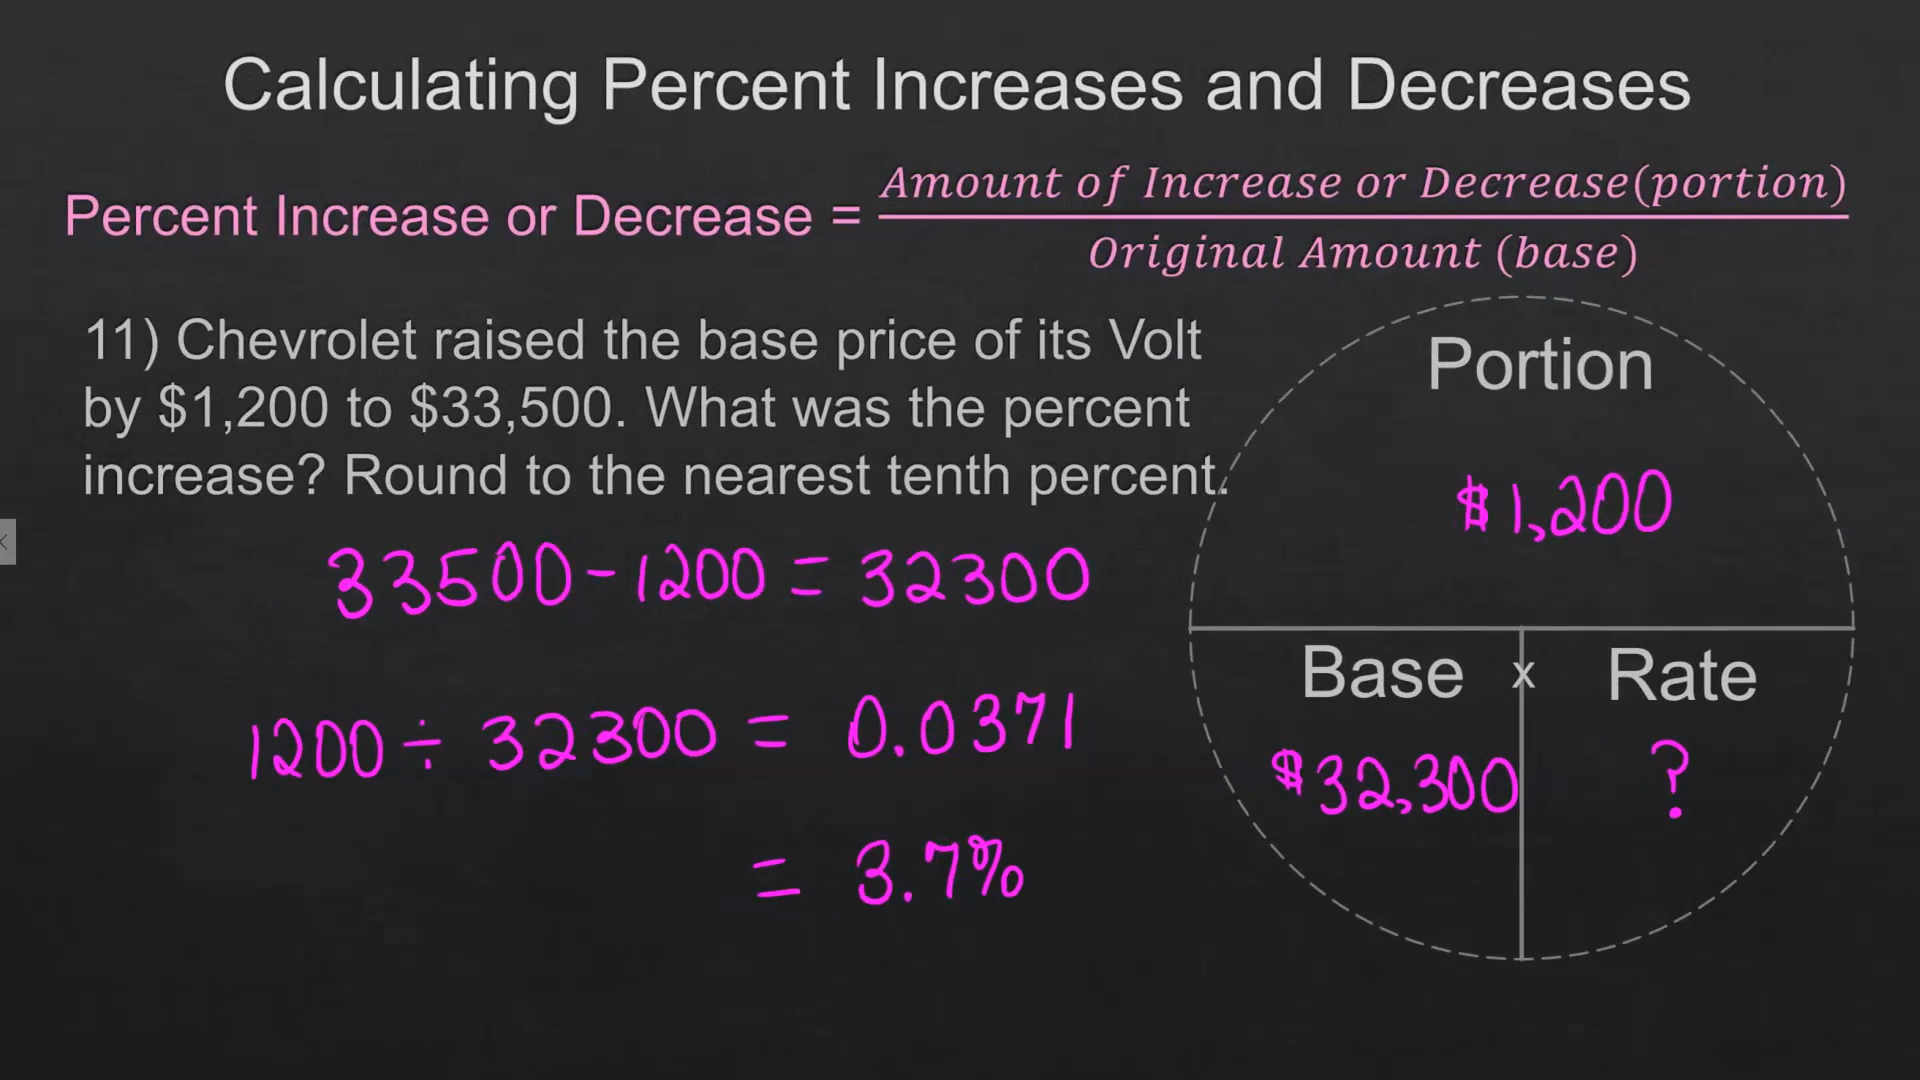 Calculating Percent Increases and Decreases
Percent Increase or Decrease = Amount of Increase or Decrease(portion)
Original Amount (base)
11) Chevrolet raised the base price of its Volt
by $1,200 to $33,500. What was the percent
increase? Round to the nearest tenth percent.
33500 - 1200 = 32300
1200 ÷ 32300 = 0.0371
= 3.7%
Portion
$1,200
Base x Rate
$32,300 ?